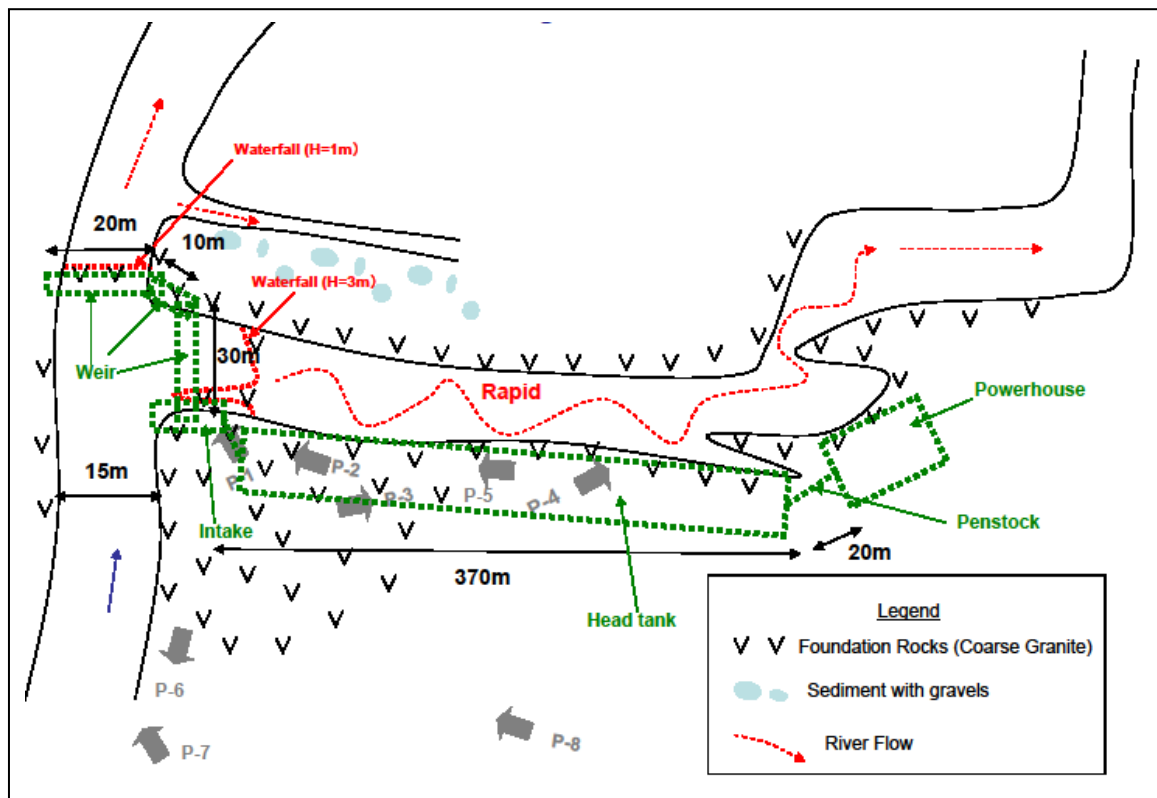 Waterfall (H=1m)
20m
10m
Waterfall (H=3m)
Weir
30m
Rapid
Powerhouse
P-1
P-2
P-3
P-5
P-4
15m
Intake
Penstock
20m
370m
Head tank
Legend
V V Foundation Rocks (Coarse Granite)
Sediment with gravels
River Flow
P-6
P-7
P-8